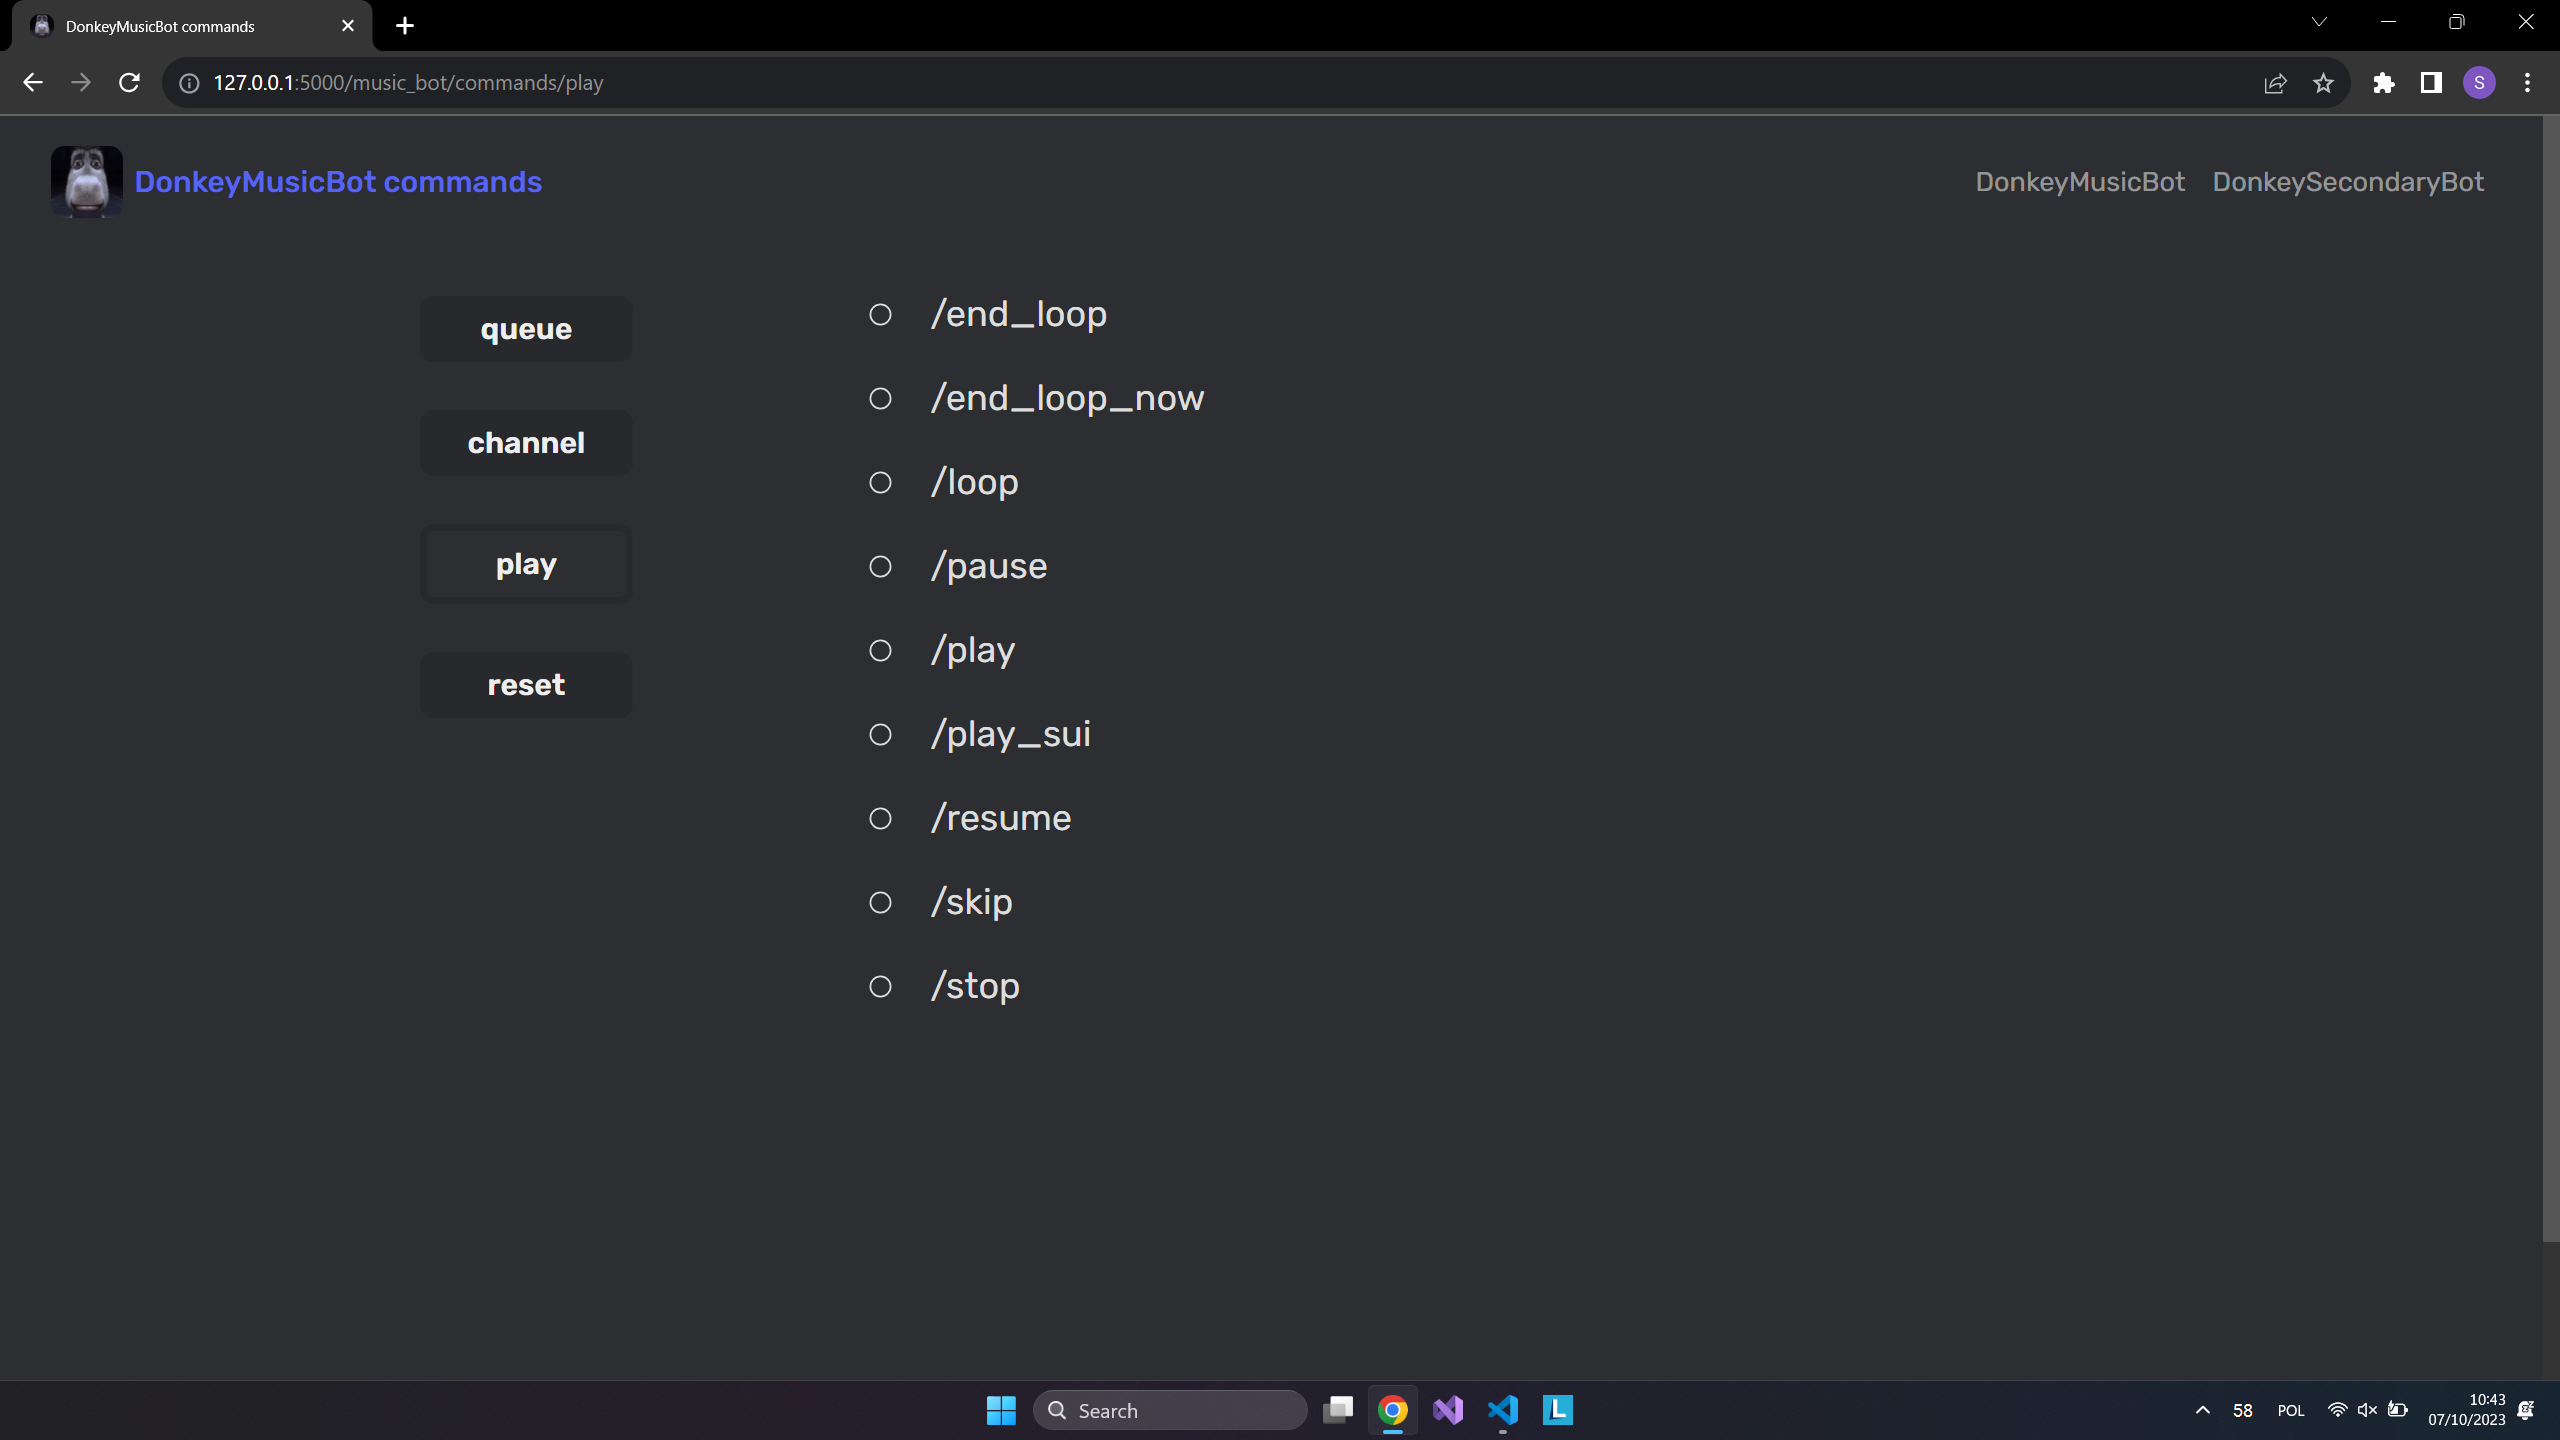 DonkeyMusicBot commands
127.0.0.1:5000/music_bot/commands/play
S
DonkeyMusicBot commands
DonkeyMusicBot
DonkeySecondaryBot
queue
channel
play
reset
/end_loop
/end_loop_now
/loop
/pause
/play
/play_sui
/resume
/skip
/stop
Search
L
58
POL
10:43
07/10/2023